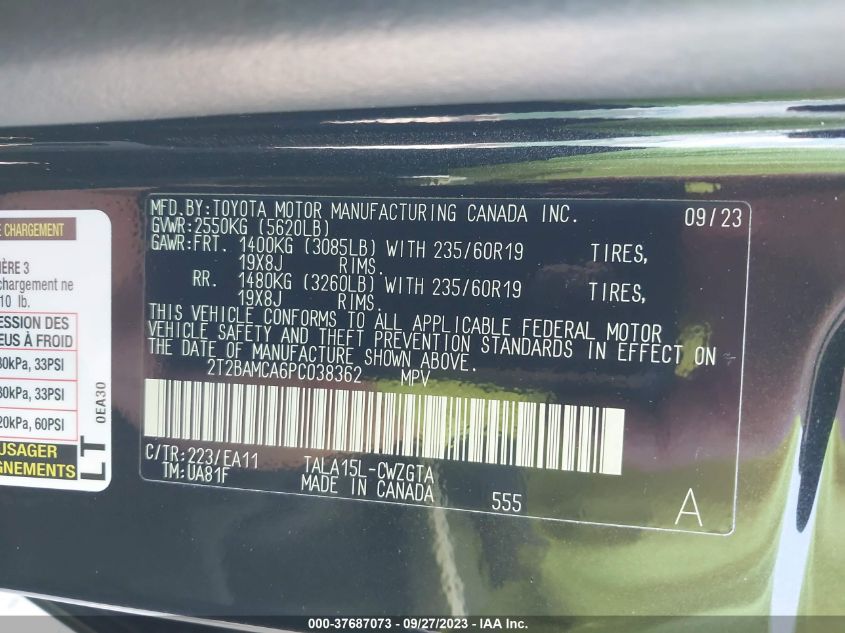 E CHARGEMENT
IÈRE 3
chargement ne
10 lb.
ESSION DES
EUS À FROID
30kPa, 33PSI
30kPa, 33PSI
20kPa, 60PSI
USAGER
GNEMENTS
LT
0EA30
MFD.BY:TOYOTA MOTOR MANUFACTURING CANADA INC. 09/23
GVWR:2550KG (5620LB)
GAWR:FRT. 1400KG (3085LB) WITH 235/60R19 TIRES,
19X8J RIMS.
RR. 1480KG (3260LB) WITH 235/60R19 TIRES,
19X8J RIMS.
THIS VEHICLE CONFORMS TO ALL APPLICABLE FEDERAL MOTOR
VEHICLE SAFETY AND THEFT PREVENTION STANDARDS IN EFFECT ON
THE DATE OF MANUFACTURE SHOWN ABOVE.
2T2BAMCA6PC038362 MPV
C/TR:223/EA11 TALA15L-CWZGTA
TM:UA81F MADE IN CANADA 555 A
000-37687073 - 09/27/2023 - IAA Inc.